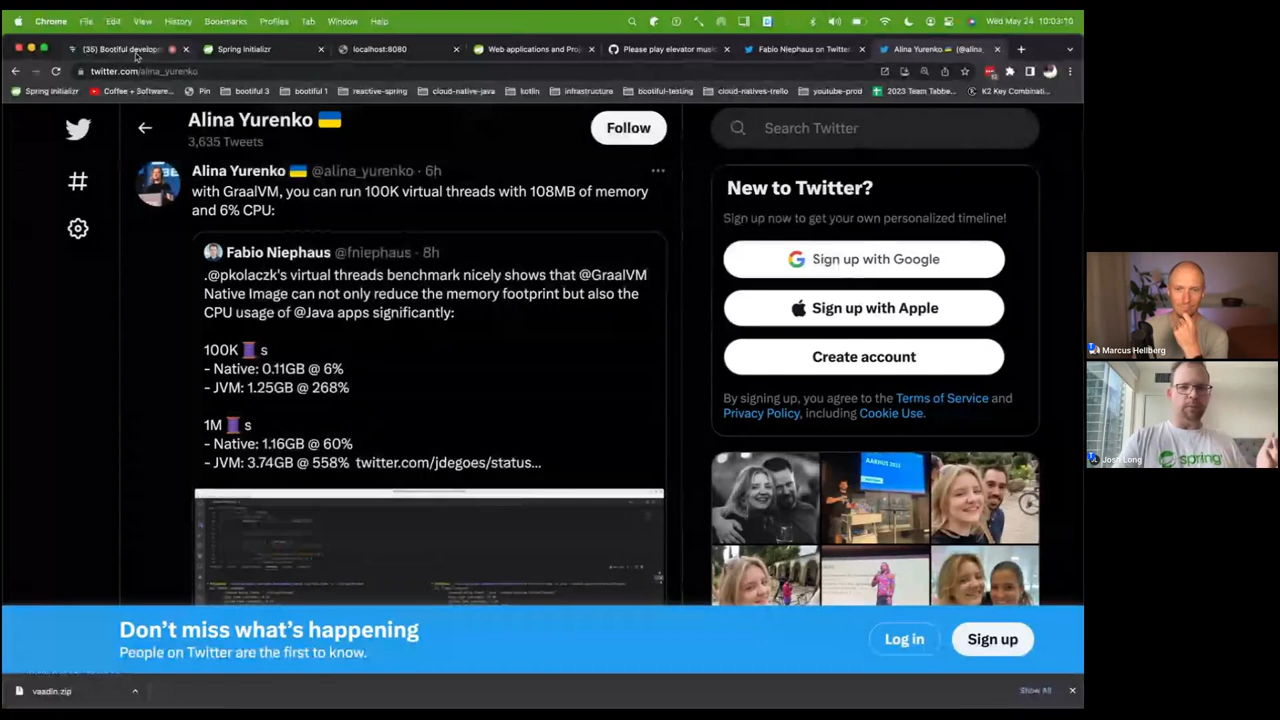 Chrome File Edit View History Bookmarks Profiles Tab Window Help
Wed May 24 10:03:10
(35) Bootiful develop
Spring Initializr
localhost:8080
Web applications and Pro
Please play elevator musi
Fabio Niephaus on Twitter
Alina Yurenko (@alina_
twitter.com/alina_yurenko
Spring Initializr
Coffee + Software...
Pin
bootiful 3
bootiful 1
reactive-spring
cloud-native-java
kotlin
infrastructure
bootiful-testing
cloud-natives-trello
youtube-prod
2023 Team Tabbe...
K2 Key Combinati...
Alina Yurenko 🇺🇦
3,635 Tweets
Follow
Search Twitter
Alina Yurenko 🇺🇦 @alina_yurenko · 6h
with GraalVM, you can run 100K virtual threads with 108MB of memory
and 6% CPU:
Fabio Niephaus @fniephaus · 8h
.@pkolaczk's virtual threads benchmark nicely shows that @GraalVM
Native Image can not only reduce the memory footprint but also the
CPU usage of @Java apps significantly:
100K 🧵s
- Native: 0.11GB @ 6%
- JVM: 1.25GB @ 268%
1M 🧵s
- Native: 1.16GB @ 60%
- JVM: 3.74GB @ 558% twitter.com/jdegoes/status...
New to Twitter?
Sign up now to get your own personalized timeline!
Sign up with Google
Sign up with Apple
Create account
By signing up, you agree to the Terms of Service and
Privacy Policy, including Cookie Use.
AARHUS 2023
Marcus Hellberg
Josh Long
spring
Don't miss what's happening
People on Twitter are the first to know.
Log in
Sign up
vaadin.zip
Show All